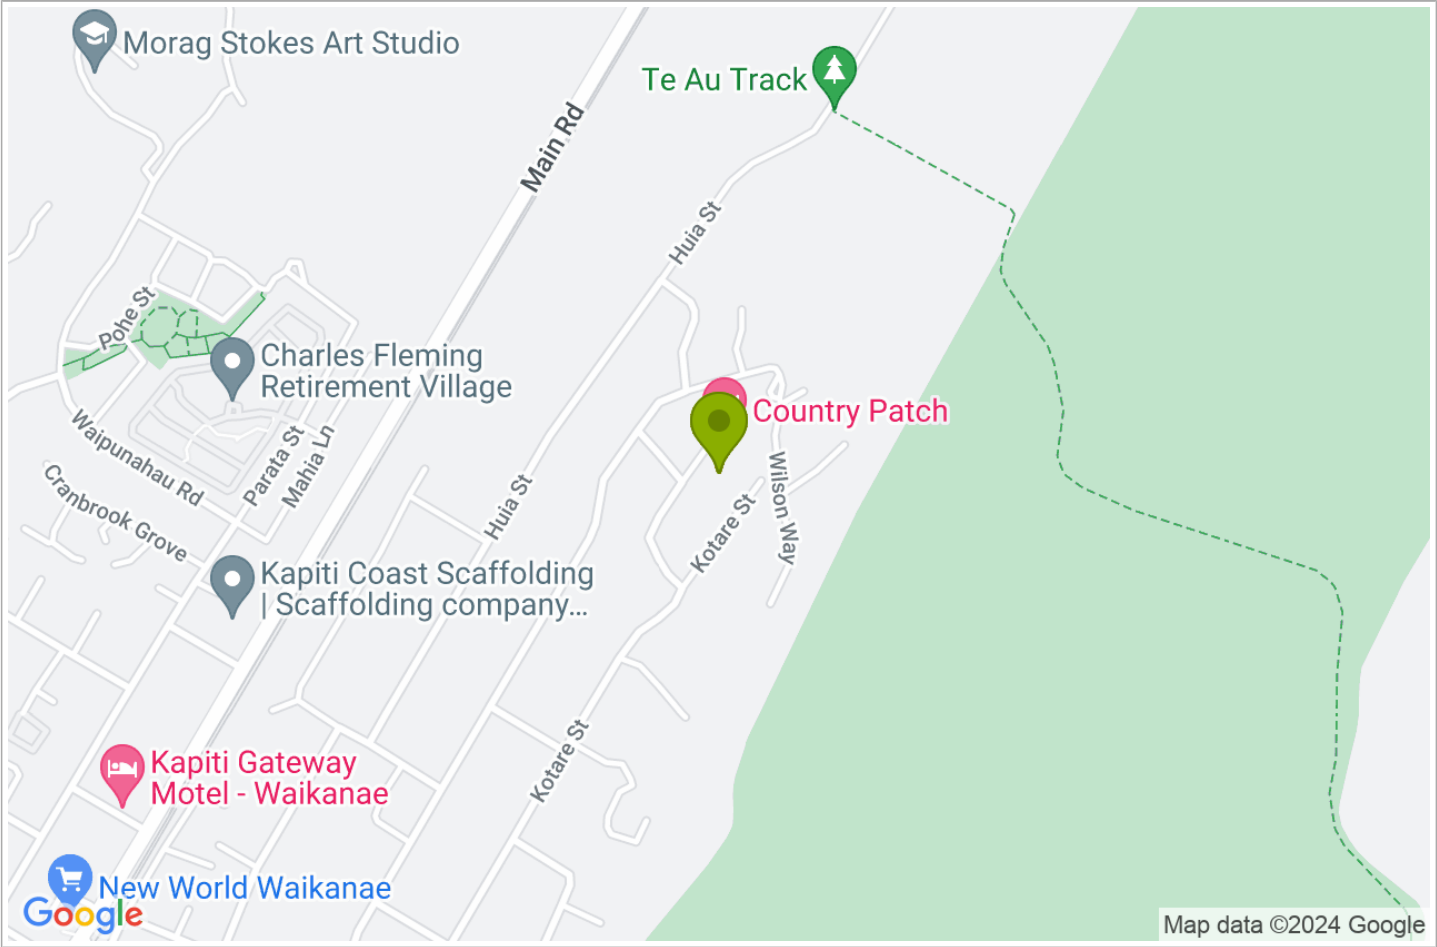 Morag Stokes Art Studio
Te Au Track
Main Rd
Huia St
Pohe St
Charles Fleming
Retirement Village
Country Patch
Waipunahau Rd
Parata St
Mahia Ln
Cranbrook Grove
Huia St
Wilson Way
Kotare St
Kapiti Coast Scaffolding
| Scaffolding company...
Kotare St
Kapiti Gateway
Motel - Waikanae
New World Waikanae
Google
Map data ©2024 Google